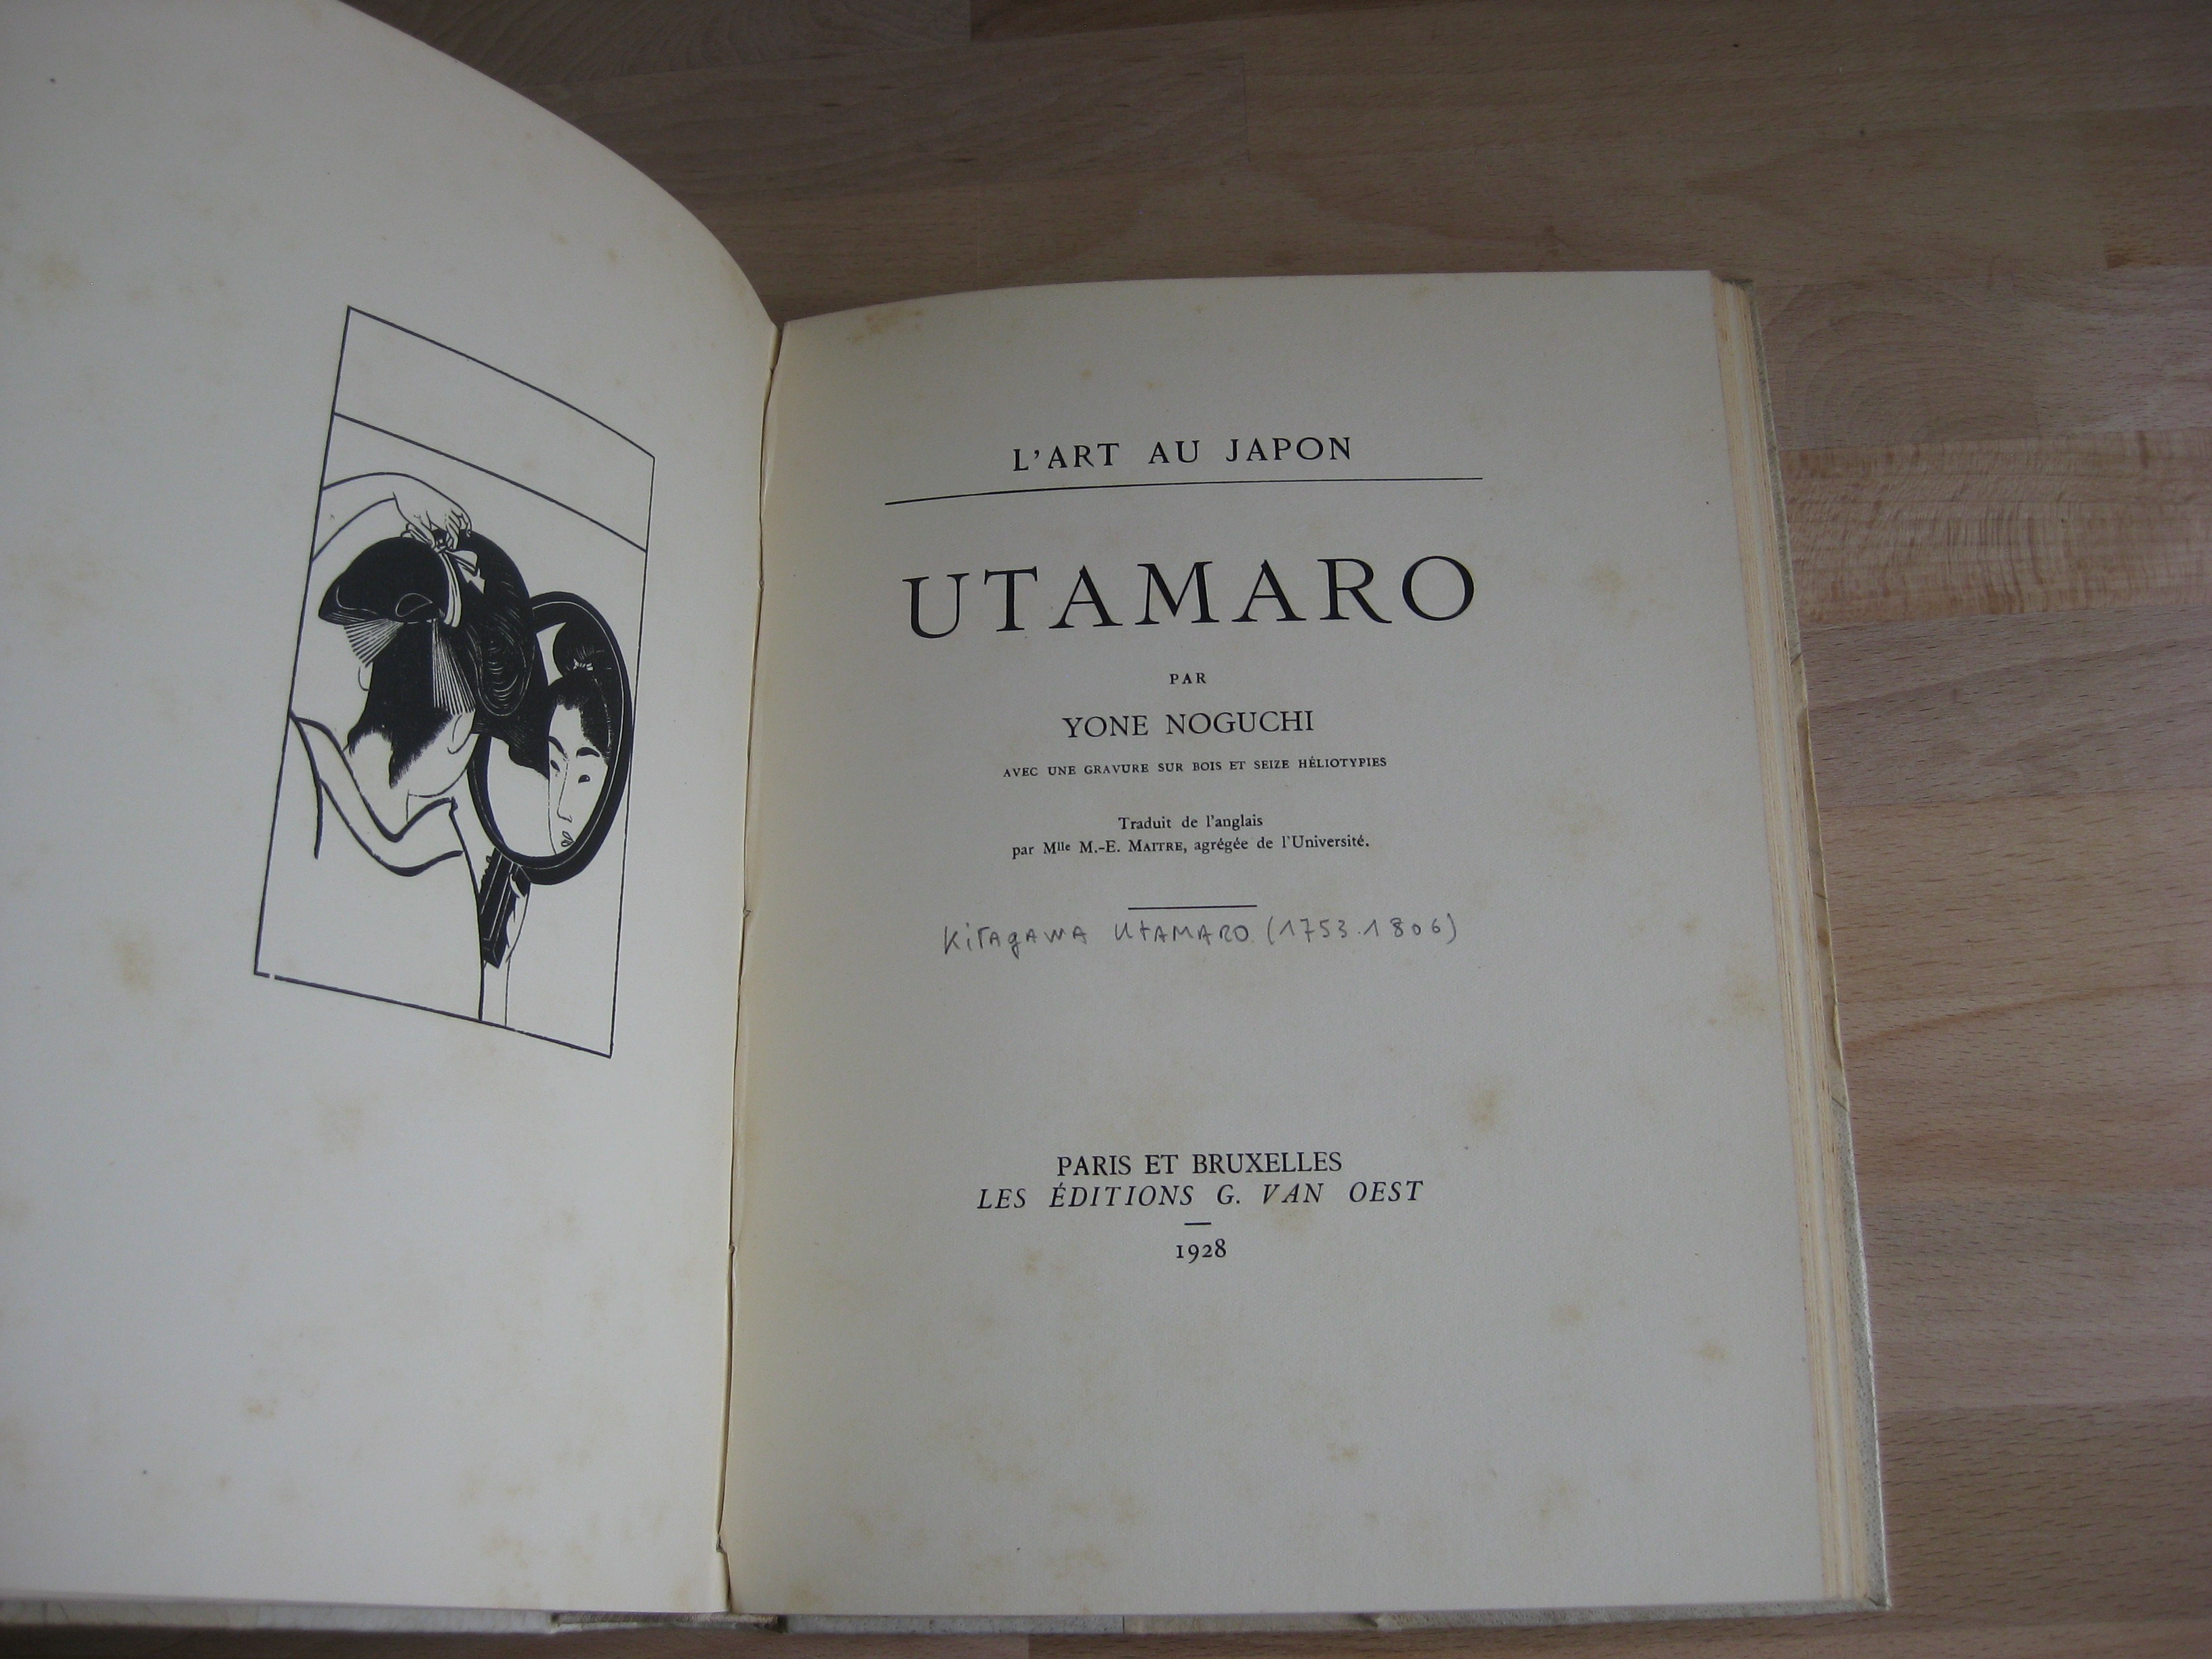 L'ART AU JAPON
UTAMARO
PAR
YONE NOGUCHI
AVEC UNE GRAVURE SUR BOIS ET SEIZE HÉLIOTYPIES
Traduit de l'anglais
par Mlle M.-E. MAITRE, agrégée de l'Université.
KiTAgAWA UTAMARO (1753.1806)
PARIS ET BRUXELLES
LES ÉDITIONS G. VAN OEST
1928